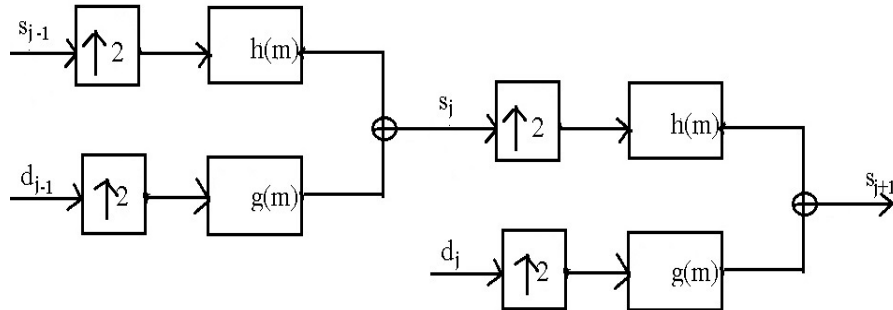 s_{j-1} ↑2 h(m)
s_j ↑2 h(m)
d_{j-1} ↑2 g(m)
s_{j+1}
d_j ↑2 g(m)